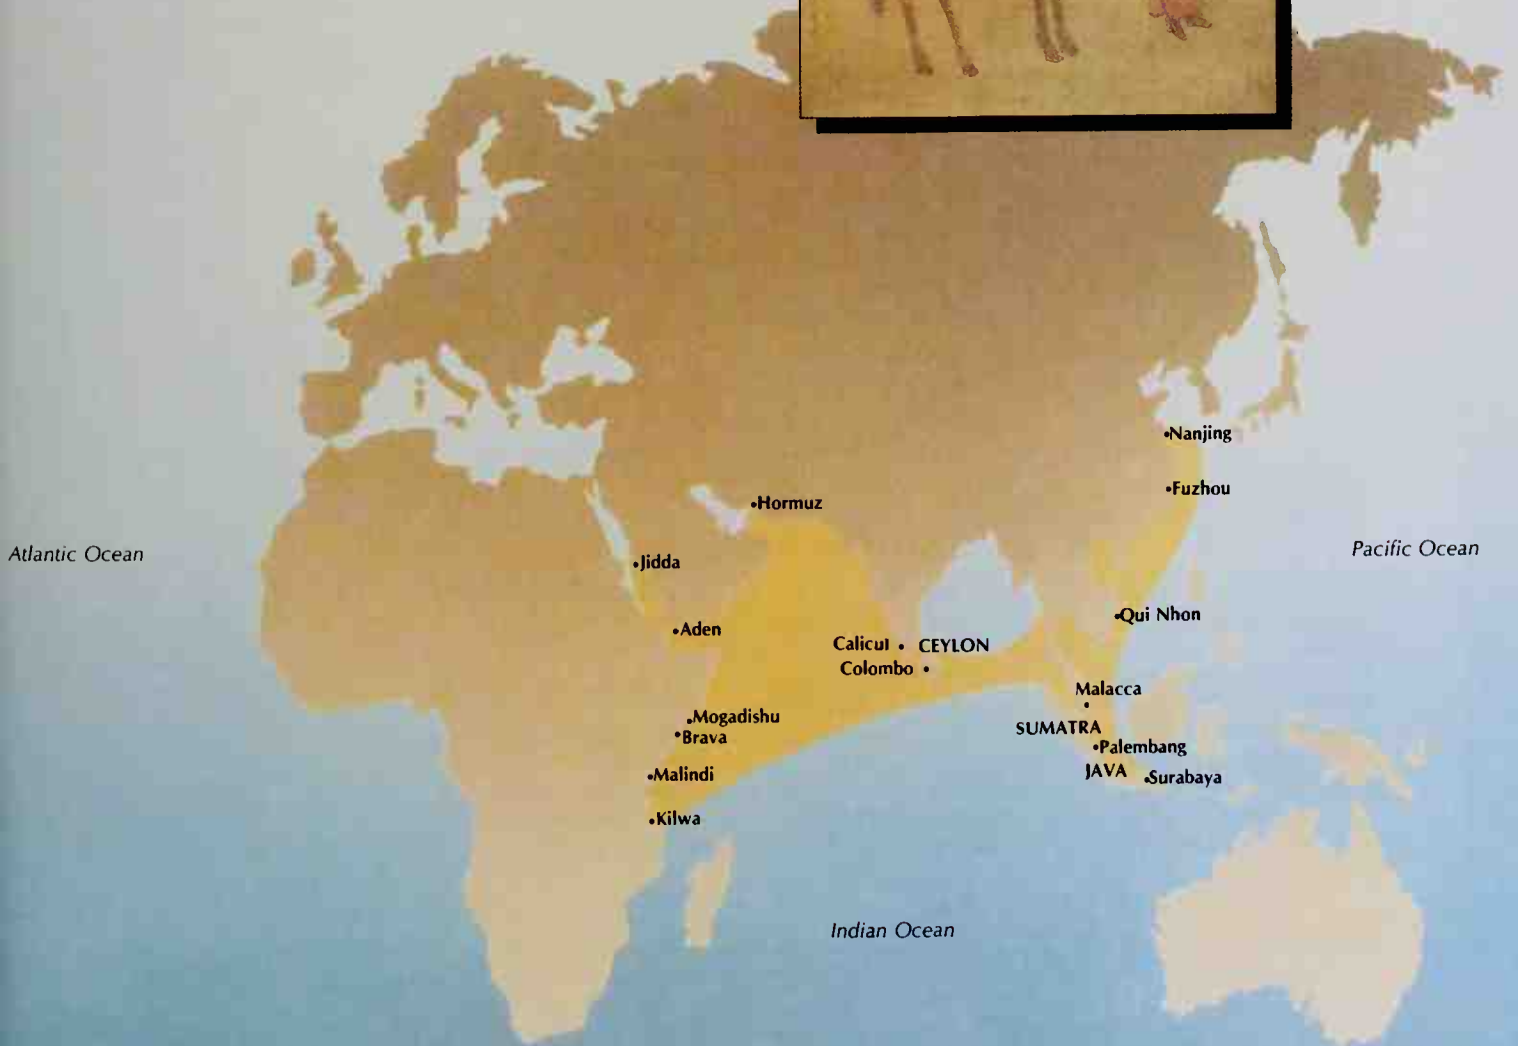 Nanjing
Fuzhou
Hormuz
Atlantic Ocean
Pacific Ocean
Jidda
Qui Nhon
Aden
Calicul
CEYLON
Colombo
Malacca
Mogadishu
SUMATRA
Brava
Palembang
JAVA
Malindi
Surabaya
Kilwa
Indian Ocean